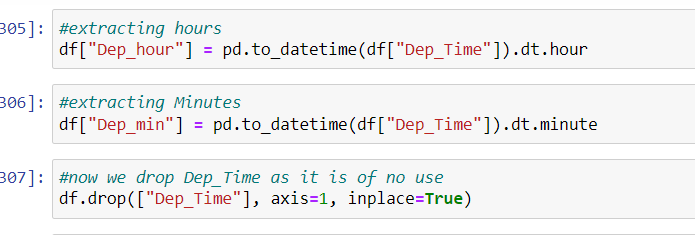 305]: #extracting hours
df["Dep_hour"] = pd.to_datetime(df["Dep_Time"]).dt.hour
306]: #extracting Minutes
df["Dep_min"] = pd.to_datetime(df["Dep_Time"]).dt.minute
307]: #now we drop Dep_Time as it is of no use
df.drop(["Dep_Time"], axis=1, inplace=True)